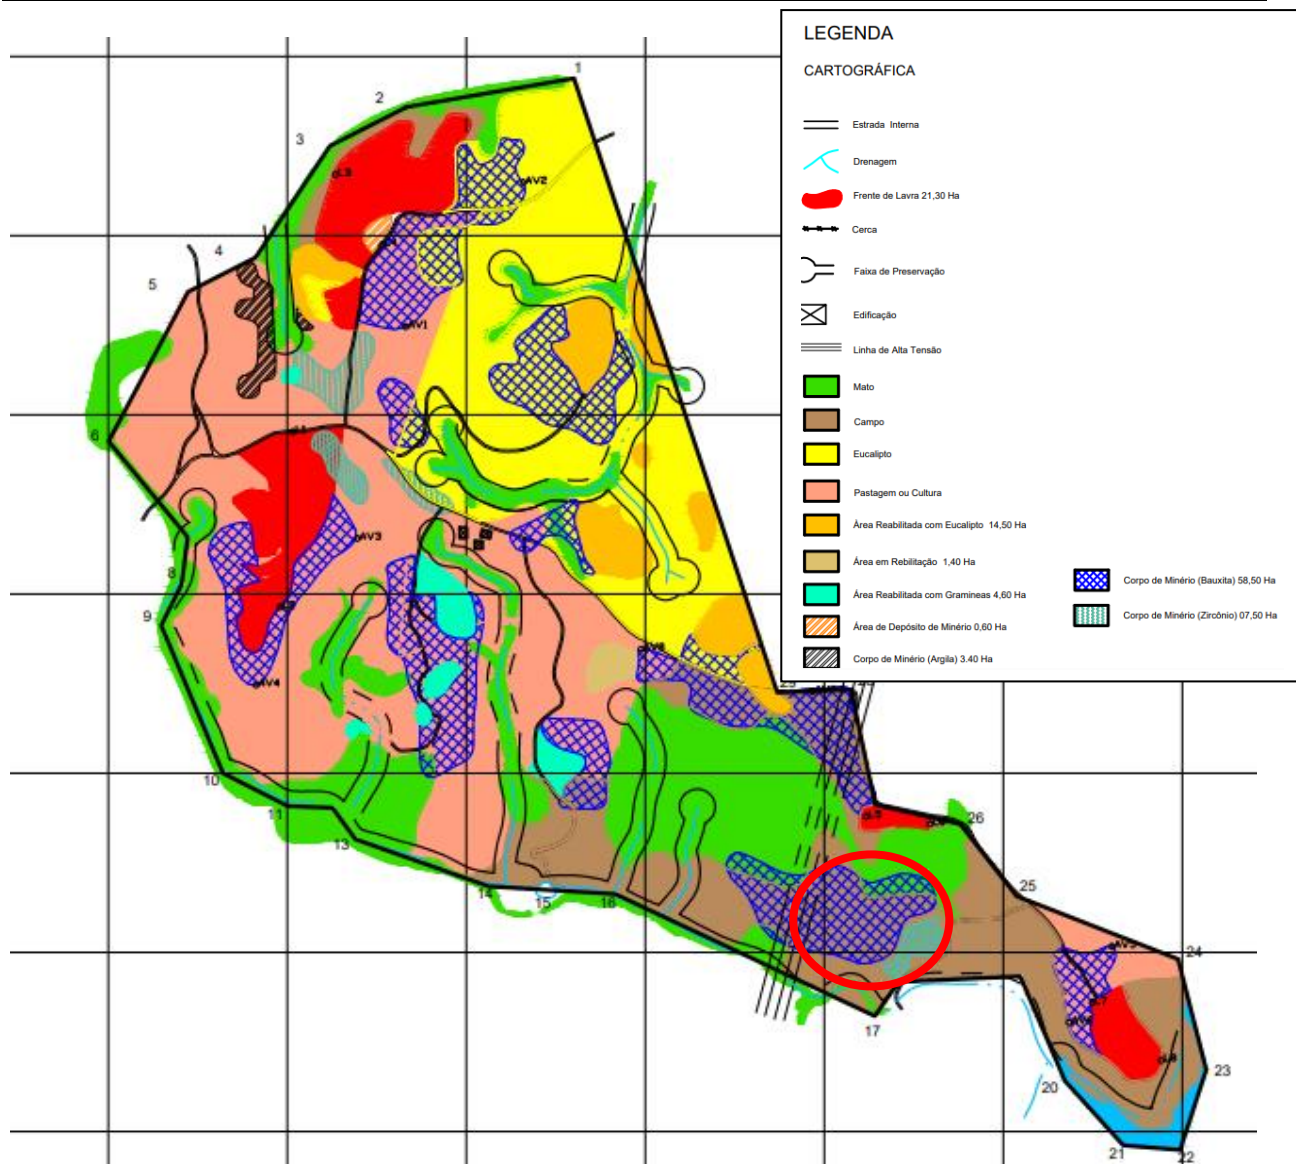 LEGENDA
CARTOGRÁFICA
Estrada Interna
Drenagem
Frente de Lavra 21,30 Ha
Cerca
Faixa de Preservação
Edificação
Linha de Alta Tensão
Mato
Campo
Eucalipto
Pastagem ou Cultura
Área Reabilitada com Eucalipto 14,50 Ha
Área em Rebilitação 1,40 Ha
Área Reabilitada com Gramineas 4,60 Ha
Área de Depósito de Minério 0,60 Ha
Corpo de Minério (Argila) 3.40 Ha
Corpo de Minério (Bauxita) 58,50 Ha
Corpo de Minério (Zircônio) 07,50 Ha
1
2
3
4
5
6
8
9
10
11
13
14
15
16
17
20
21
22
23
24
25
26
AV2
AV1
AV3
AV4